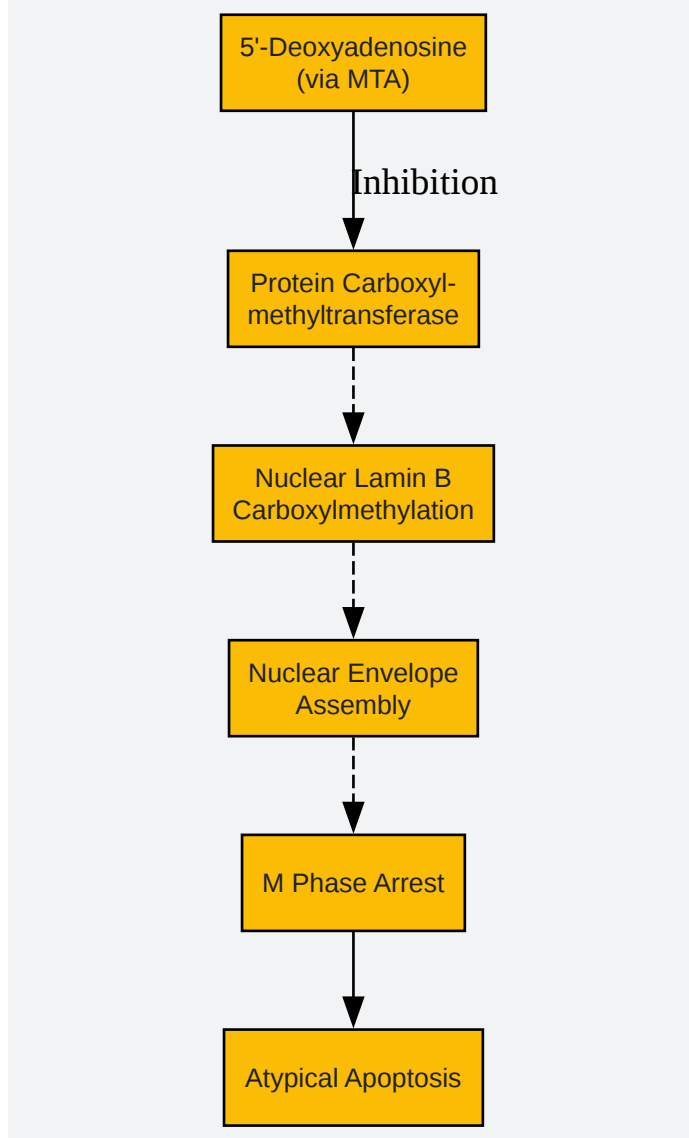 5'-Deoxyadenosine
(via MTA)
Inhibition
Protein Carboxyl-
methyltransferase
Nuclear Lamin B
Carboxylmethylation
Nuclear Envelope
Assembly
M Phase Arrest
Atypical Apoptosis